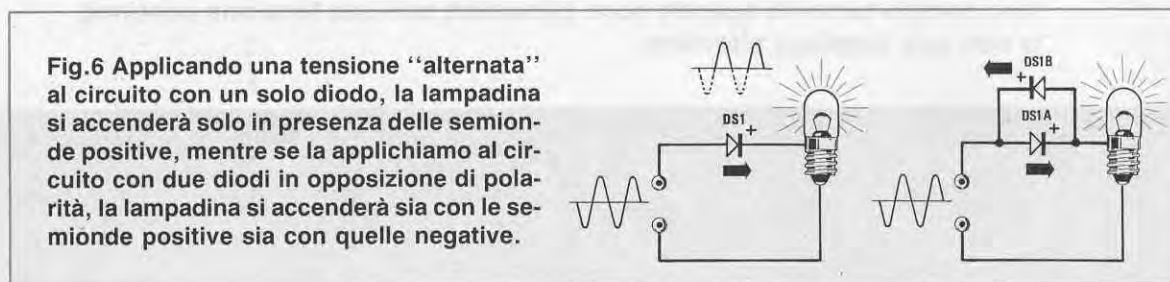 Fig.6 Applicando una tensione "alternata"
al circuito con un solo diodo, la lampadina
si accenderà solo in presenza delle semion-
de positive, mentre se la applichiamo al cir-
cuito con due diodi in opposizione di pola-
rità, la lampadina si accenderà sia con le se-
mionde positive sia con quelle negative.
DS1
+
DS1B
+
DS1A
+